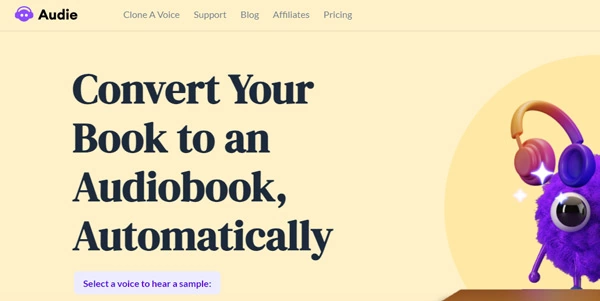 Audie
Clone A Voice
Support
Blog
Affiliates
Pricing
Convert Your
Book to an
Audiobook,
Automatically
Select a voice to hear a sample: